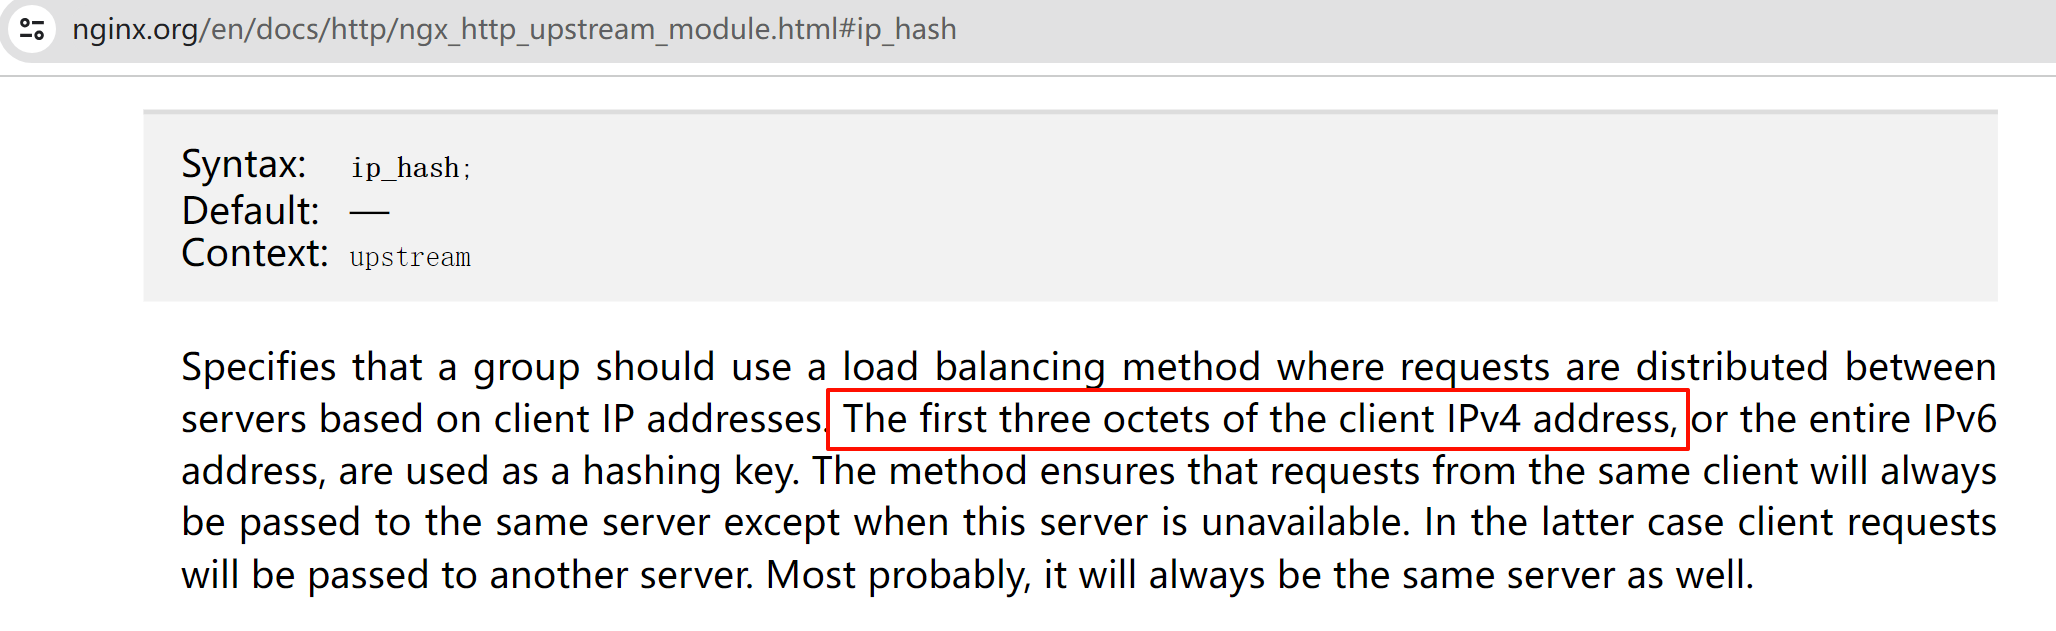 nginx.org/en/docs/http/ngx_http_upstream_module.html#ip_hash
Syntax: ip_hash;
Default: —
Context: upstream
Specifies that a group should use a load balancing method where requests are distributed between
servers based on client IP addresses. The first three octets of the client IPv4 address, or the entire IPv6
address, are used as a hashing key. The method ensures that requests from the same client will always
be passed to the same server except when this server is unavailable. In the latter case client requests
will be passed to another server. Most probably, it will always be the same server as well.